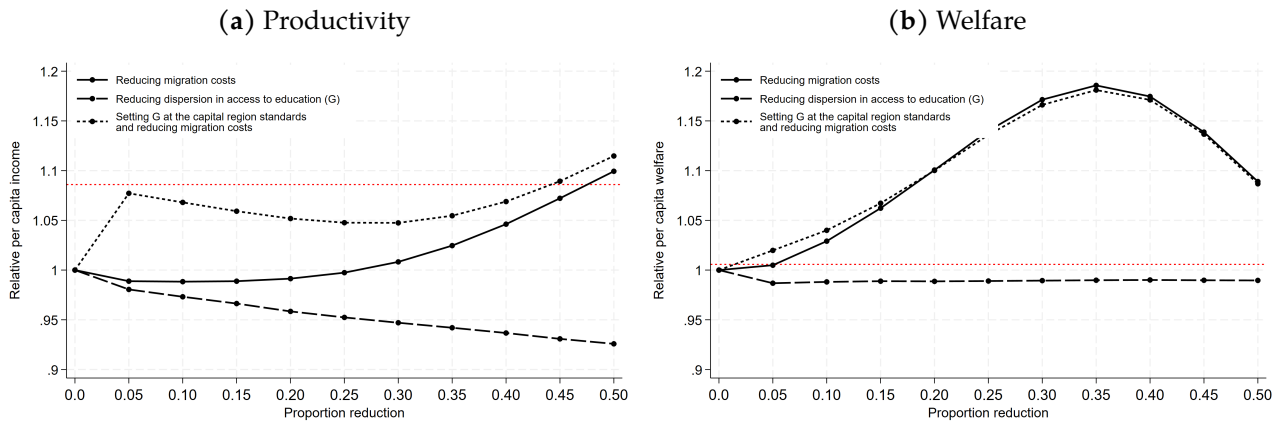 (a) Productivity
1.2
1.15
1.1
1.05
1
.95
.9
Relative per capita income
Reducing migration costs
Reducing dispersion in access to education (G)
Setting G at the capital region standards
and reducing migration costs
0.0 0.05 0.10 0.15 0.20 0.25 0.30 0.35 0.40 0.45 0.50
Proportion reduction
(b) Welfare
1.2
1.15
1.1
1.05
1
.95
.9
Relative per capita welfare
Reducing migration costs
Reducing dispersion in access to education (G)
Setting G at the capital region standards
and reducing migration costs
0.0 0.05 0.10 0.15 0.20 0.25 0.30 0.35 0.40 0.45 0.50
Proportion reduction